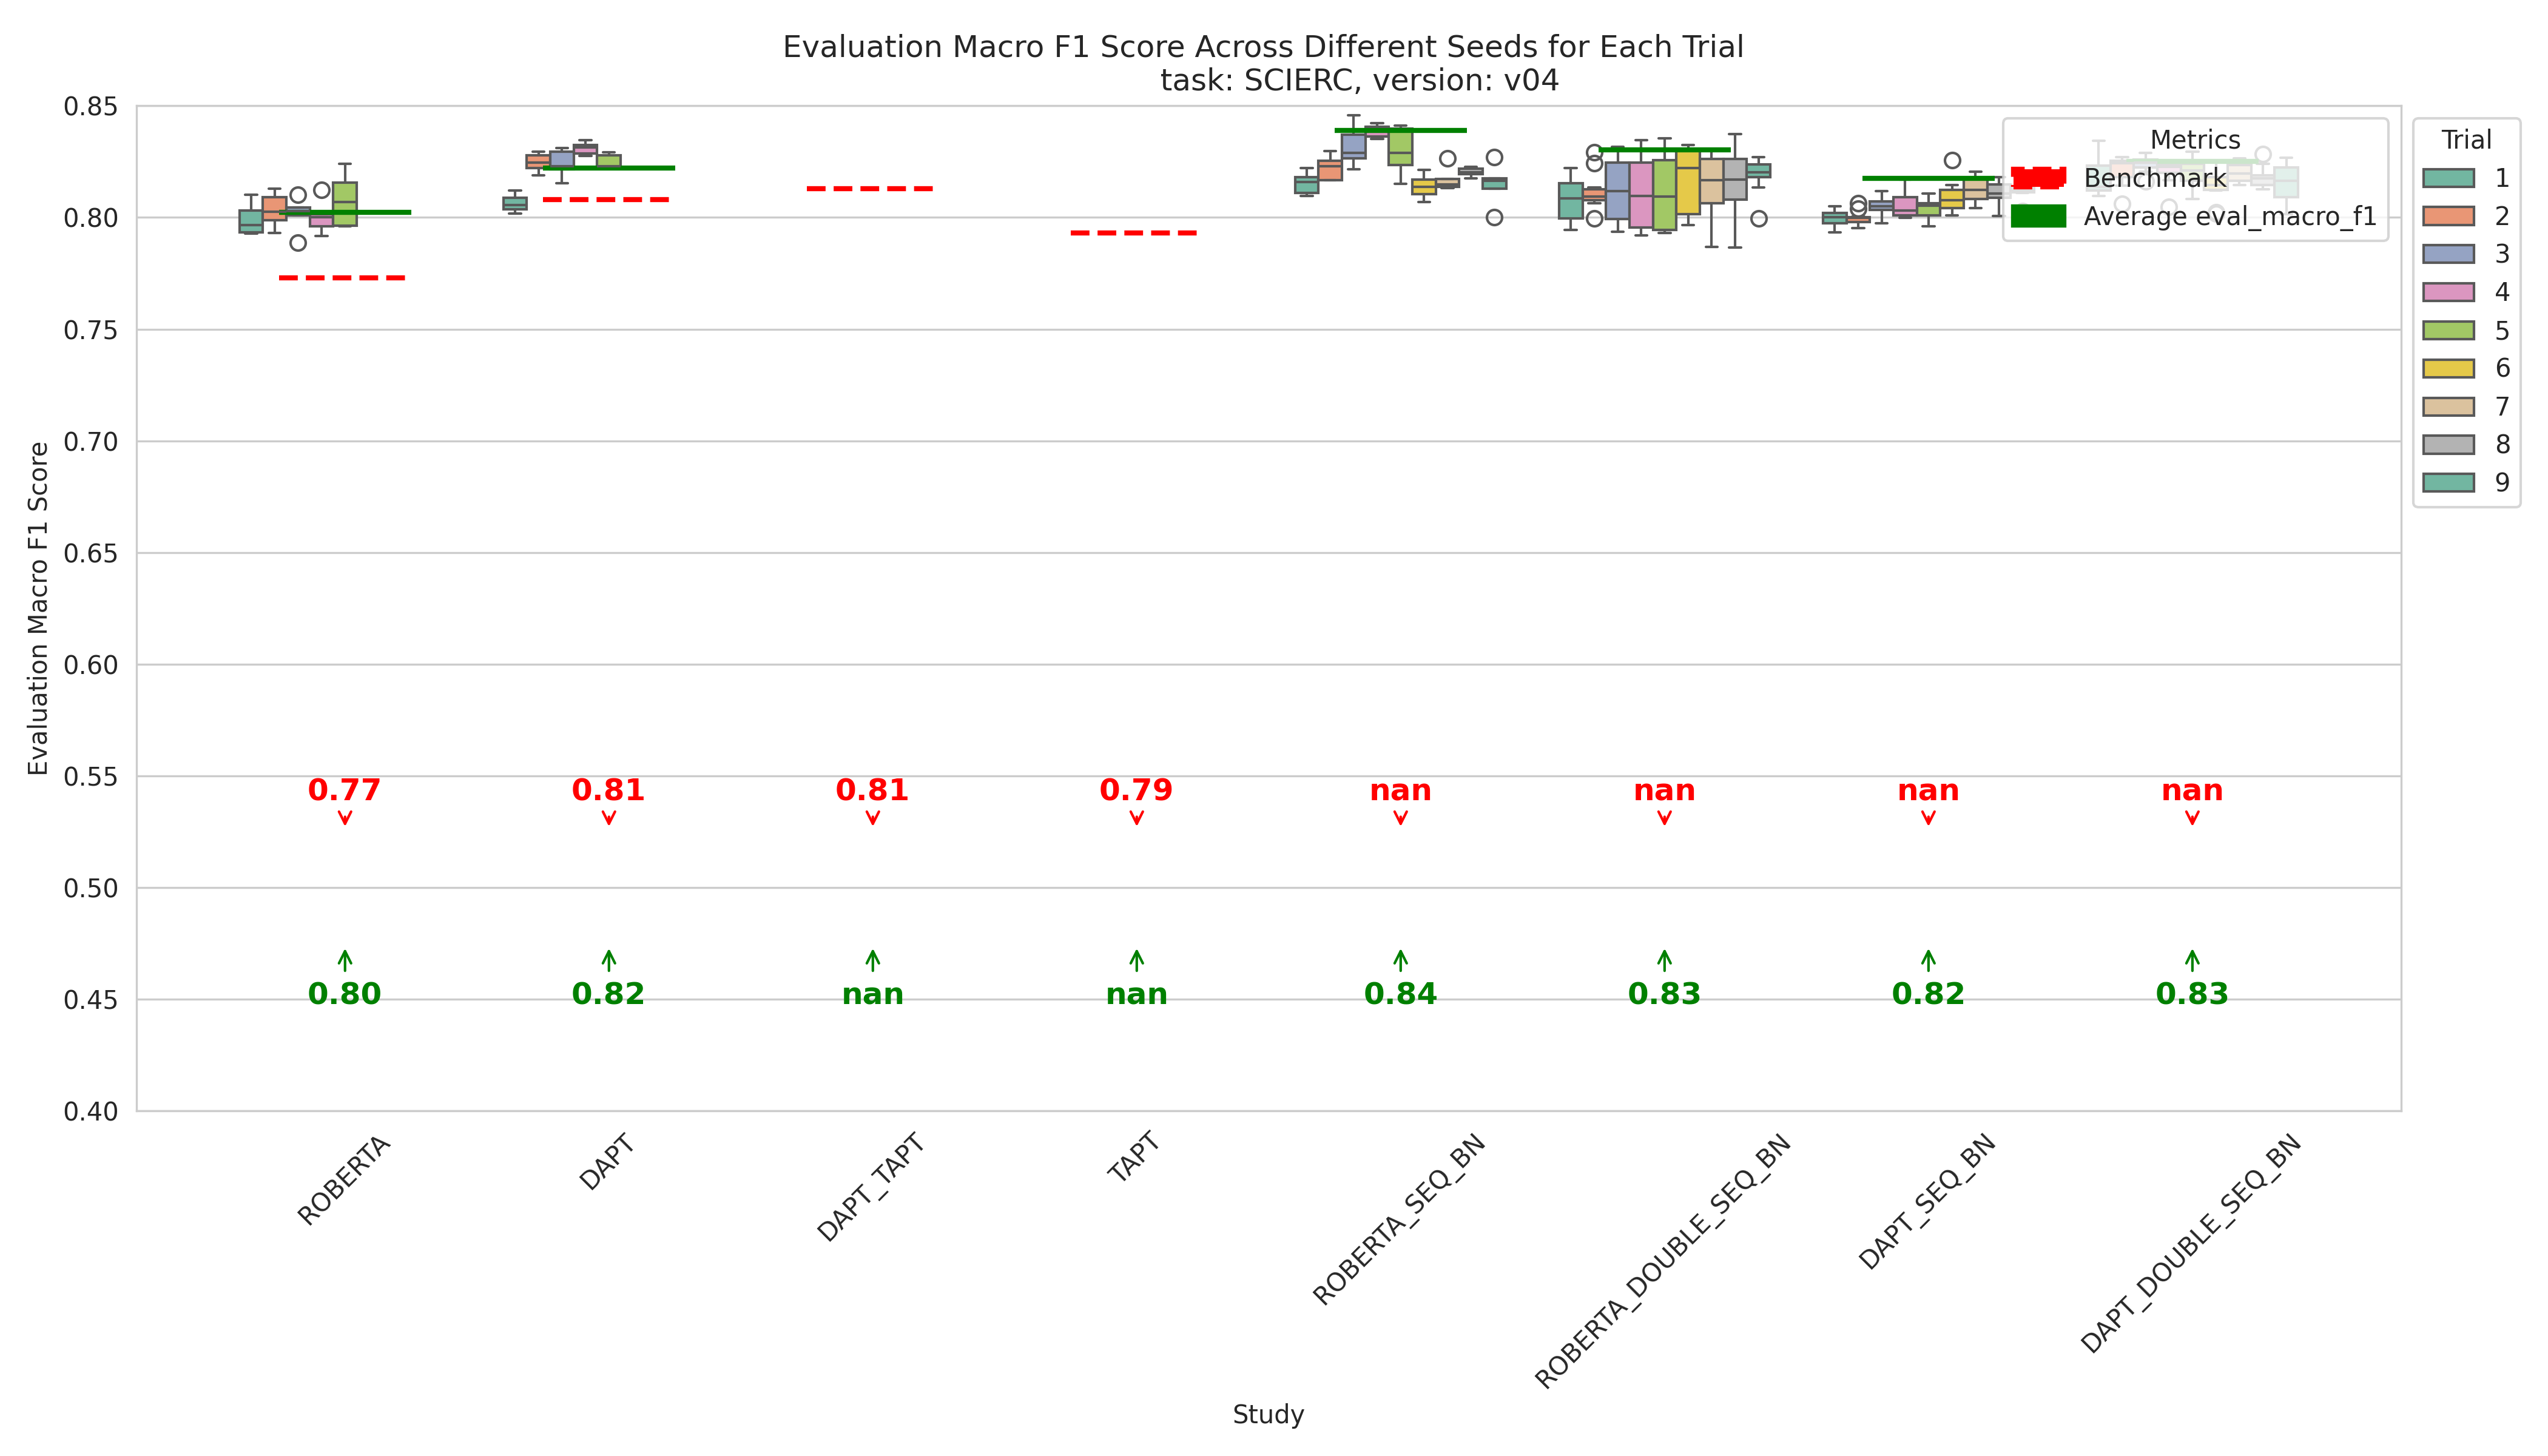 Evaluation Macro F1 Score Across Different Seeds for Each Trial
task: SCIERC, version: v04
Evaluation Macro F1 Score
0.85
0.80
0.75
0.70
0.65
0.60
0.55
0.50
0.45
0.40
Metrics
Benchmark
Average eval_macro_f1
Trial
1
2
3
4
5
6
7
8
9
0.77 0.81 0.81 0.79 nan nan nan nan
0.80 0.82 nan nan 0.84 0.83 0.82 0.83
ROBERTA
DAPT
DAPT_TAPT
TAPT
ROBERTA_SEQ_BN
ROBERTA_DOUBLE_SEQ_BN
DAPT_SEQ_BN
DAPT_DOUBLE_SEQ_BN
Study